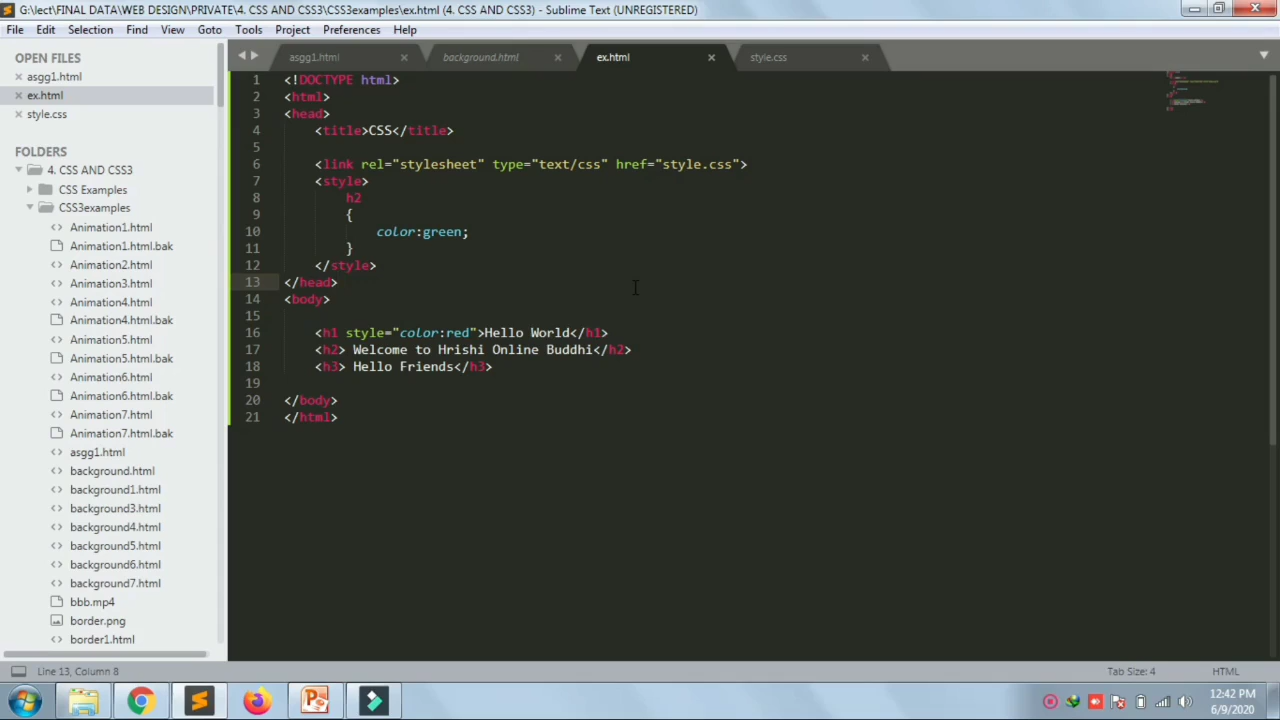 G:\lect\FINAL DATA\WEB DESIGN\PRIVATE\4. CSS AND CSS3\CSS3examples\ex.html (4. CSS AND CSS3) - Sublime Text (UNREGISTERED)
File Edit Selection Find View Goto Tools Project Preferences Help
OPEN FILES
asgg1.html
ex.html
style.css
FOLDERS
4. CSS AND CSS3
CSS Examples
CSS3examples
Animation1.html
Animation1.html.bak
Animation2.html
Animation3.html
Animation4.html
Animation4.html.bak
Animation5.html
Animation5.html.bak
Animation6.html
Animation6.html.bak
Animation7.html
Animation7.html.bak
asgg1.html
background.html
background1.html
background3.html
background4.html
background5.html
background6.html
background7.html
bbb.mp4
border.png
border1.html
asgg1.html background.html ex.html style.css
1 <!DOCTYPE html>
2 <html>
3 <head>
4 <title>CSS</title>
5
6 <link rel="stylesheet" type="text/css" href="style.css">
7 <style>
8 h2
9 {
10 color:green;
11 }
12 </style>
13 </head>
14 <body>
15
16 <h1 style="color:red">Hello World</h1>
17 <h2> Welcome to Hrishi Online Buddhi</h2>
18 <h3> Hello Friends</h3>
19
20 </body>
21 </html>
Line 13, Column 8 Tab Size: 4 HTML
12:42 PM
6/9/2020